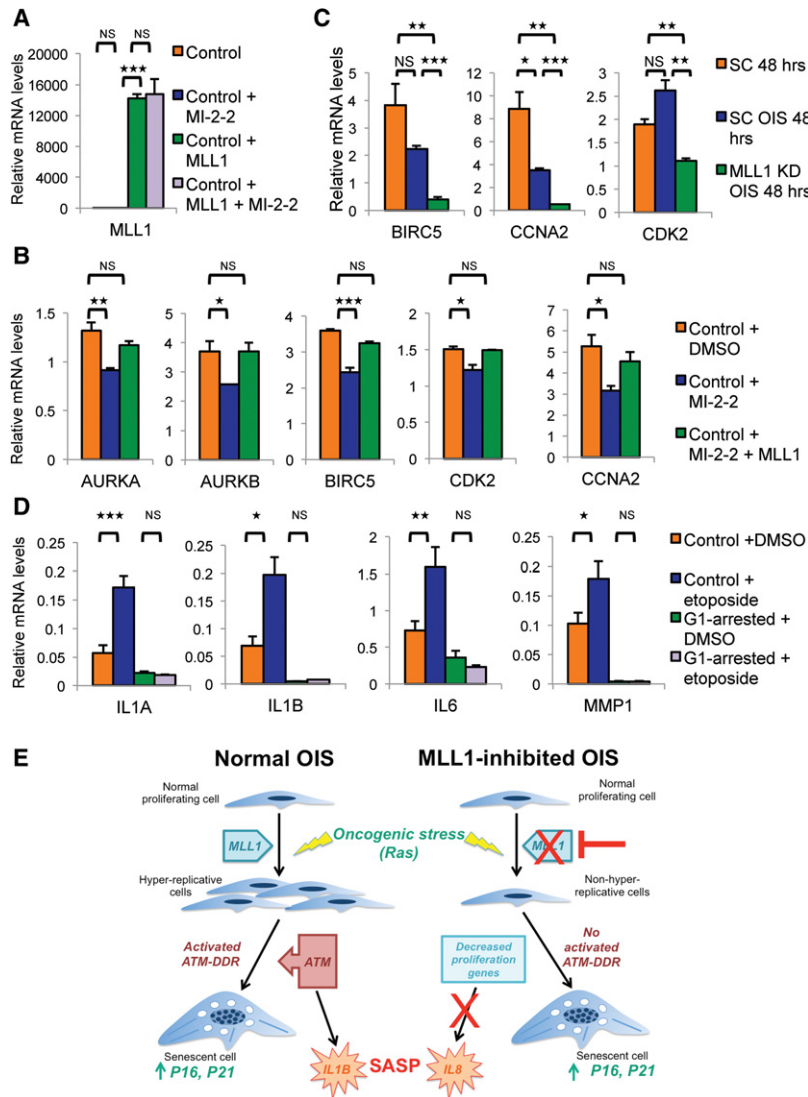 A
NS NS
★★★
Relative mRNA levels
20000
16000
12000
8000
4000
0
MLL1
Control
Control +
MI-2-2
Control +
MLL1
Control +
MLL1 + MI-2-2
C
★★
NS ★★★
Relative mRNA levels
5
4
3
2
1
0
BIRC5
★★
★ ★★★
10
8
6
4
2
0
CCNA2
★★
NS ★★
3
2.5
2
1.5
1
0.5
0
CDK2
SC 48 hrs
SC OIS 48
hrs
MLL1 KD
OIS 48 hrs
B
NS
★★
Relative mRNA levels
1.5
1
0.5
0
AURKA
NS
★
5
4
3
2
1
0
AURKB
NS
★★★
4
3
2
1
0
BIRC5
NS
★
2
1.5
1
0.5
0
CDK2
NS
★
7
6
5
4
3
2
1
0
CCNA2
Control +
DMSO
Control +
MI-2-2
Control +
MI-2-2 + MLL1
D
★★★ NS
Relative mRNA levels
0.25
0.2
0.15
0.1
0.05
0
IL1A
★ NS
0.25
0.2
0.15
0.1
0.05
0
IL1B
★★ NS
2
1.5
1
0.5
0
IL6
★ NS
0.25
0.2
0.15
0.1
0.05
0
MMP1
Control +DMSO
Control +
etoposide
G1-arrested +
DMSO
G1-arrested +
etoposide
E
Normal OIS
MLL1-inhibited OIS
Normal
proliferating cell
Normal
proliferating cell
MLL1
Oncogenic stress
(Ras)
MLL1
Hyper-replicative
cells
Non-hyper-
replicative cells
Activated
ATM-DDR
ATM
Decreased
proliferation
genes
No
activated
ATM-DDR
Senescent cell
P16, P21
IL1B
SASP
IL8
Senescent cell
P16, P21